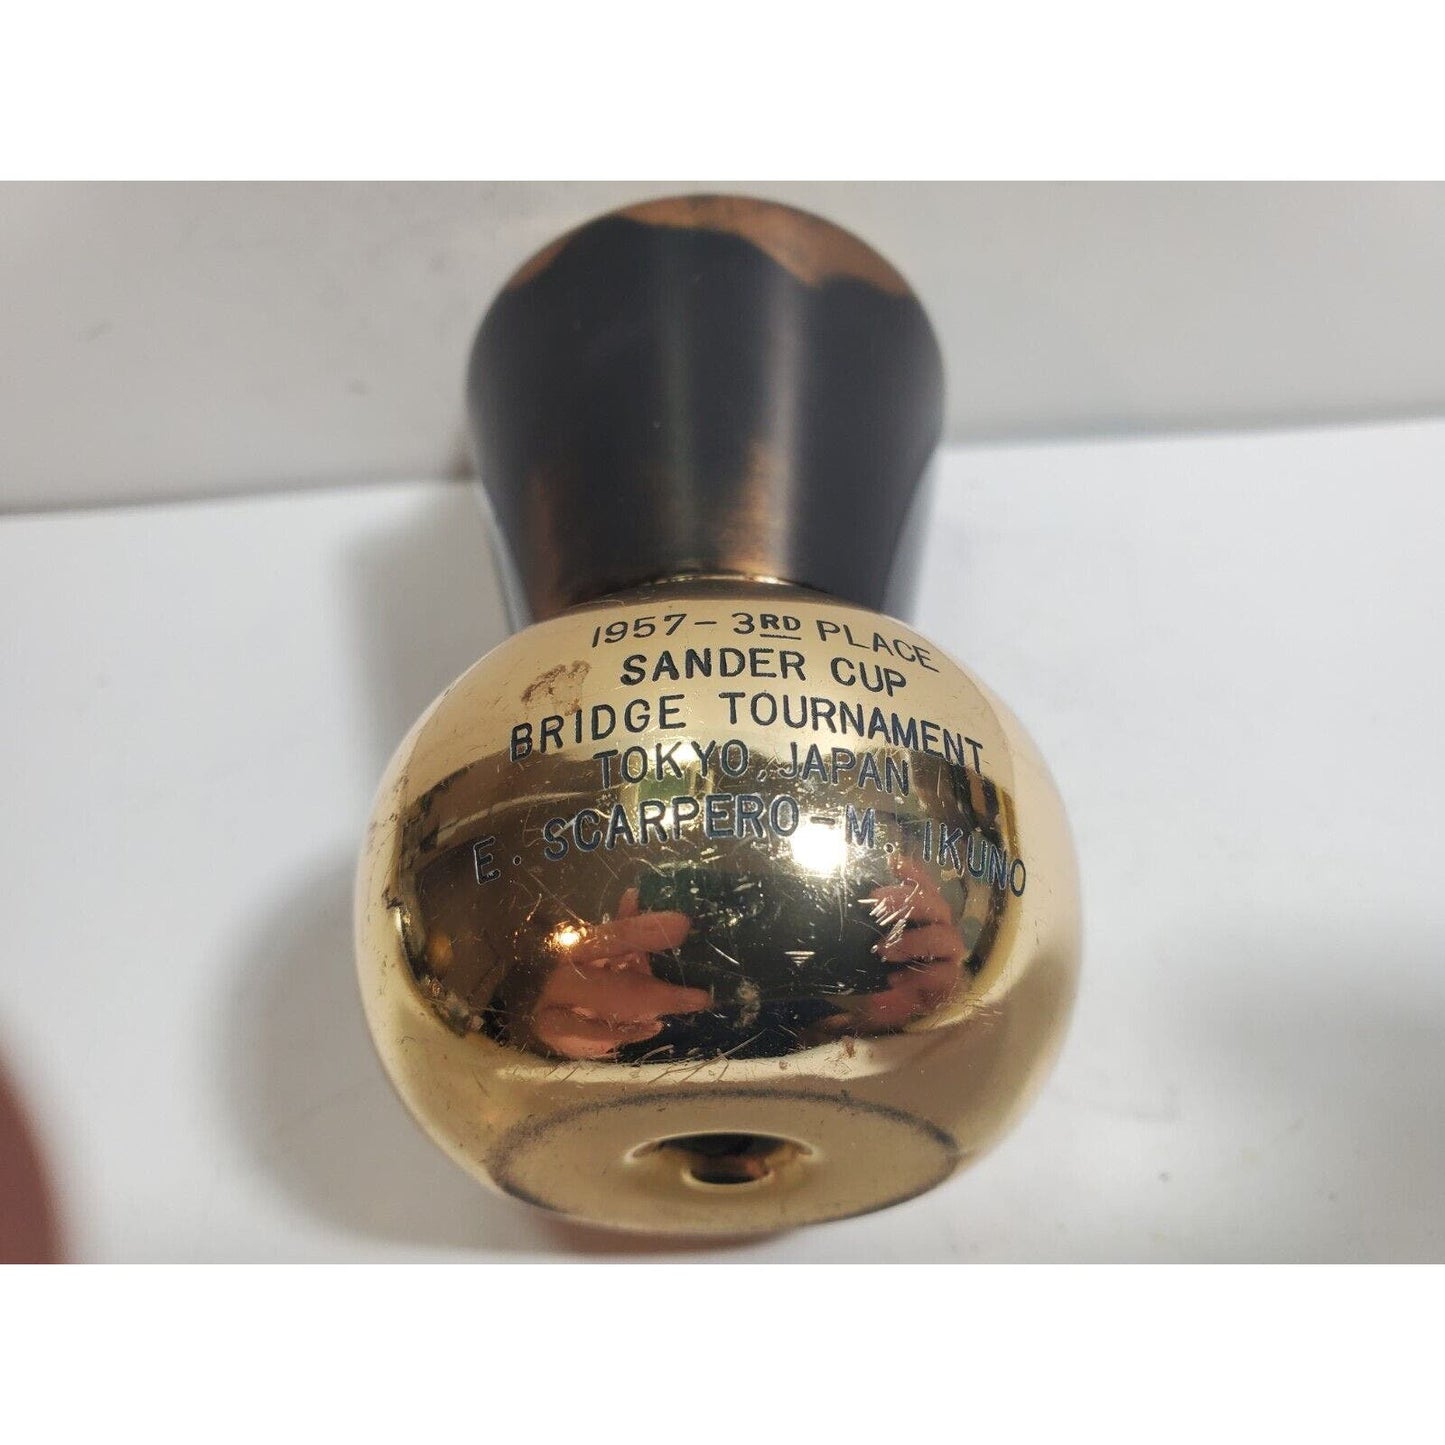 1957 - 3RD PLACE
SANDER CUP
BRIDGE TOURNAMENT
TOKYO, JAPAN
E. SCARPERO - M. IKUNO